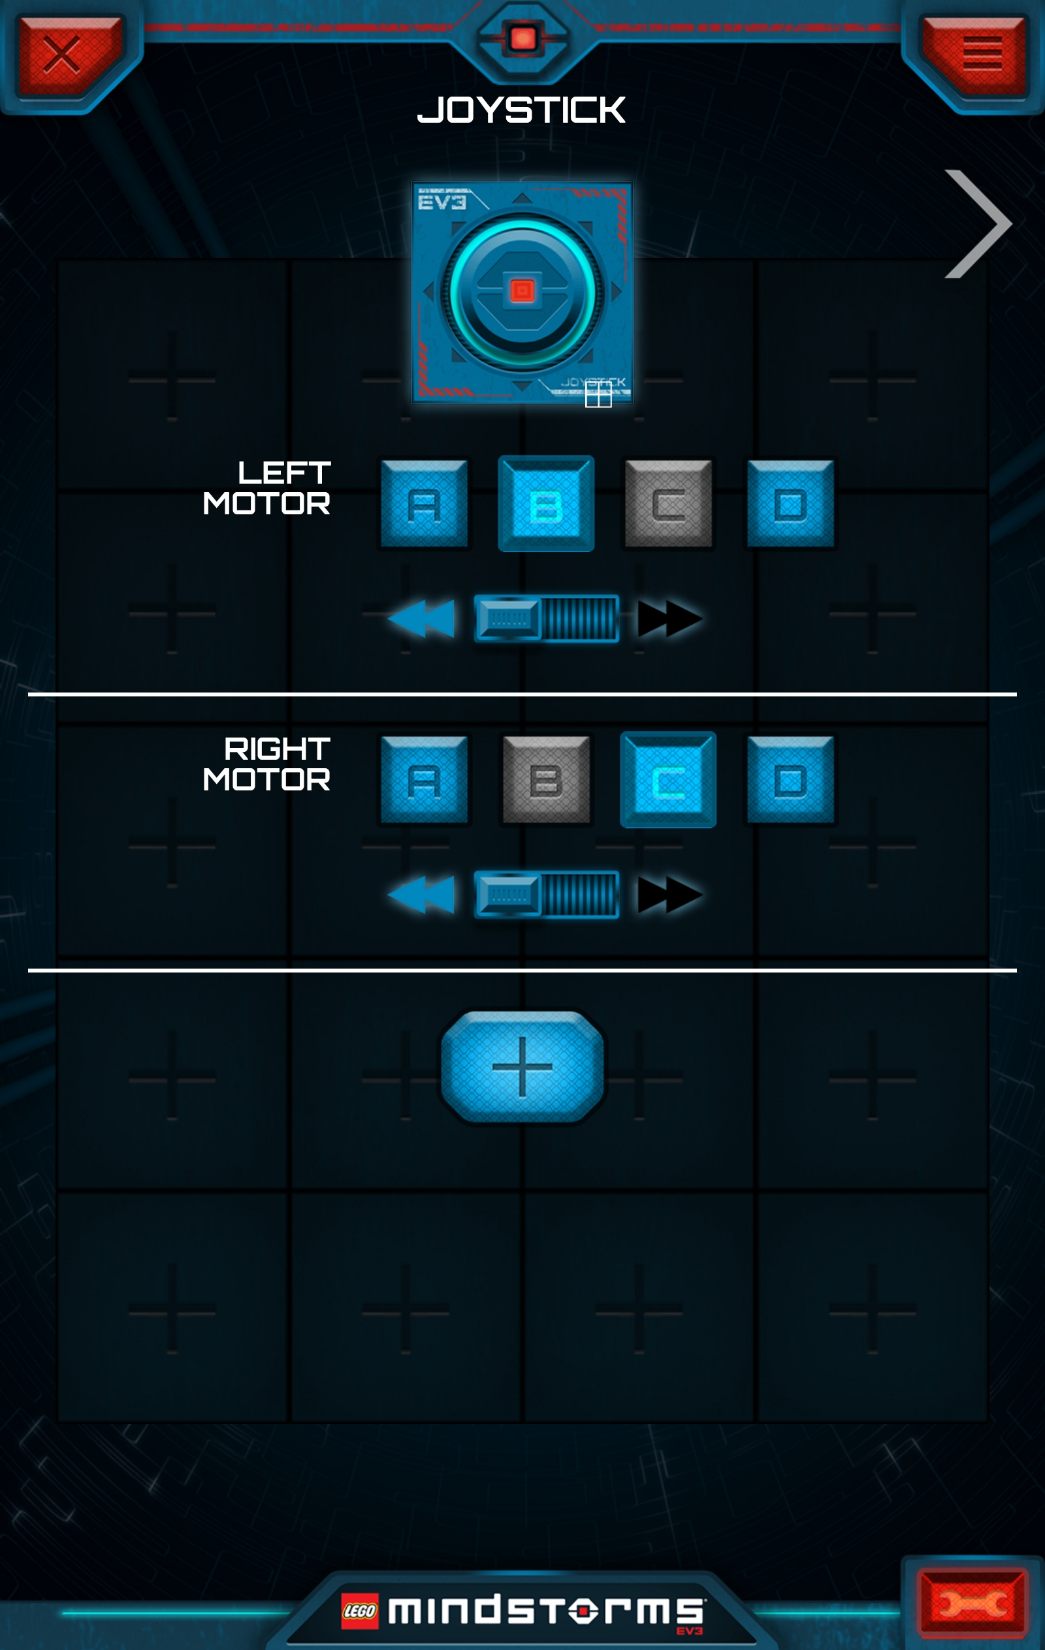 JOYSTICK
EV3
JOYSTICK
LEFT
MOTOR
A B C D
RIGHT
MOTOR
A B C D
LEGO mindstorms
EV3